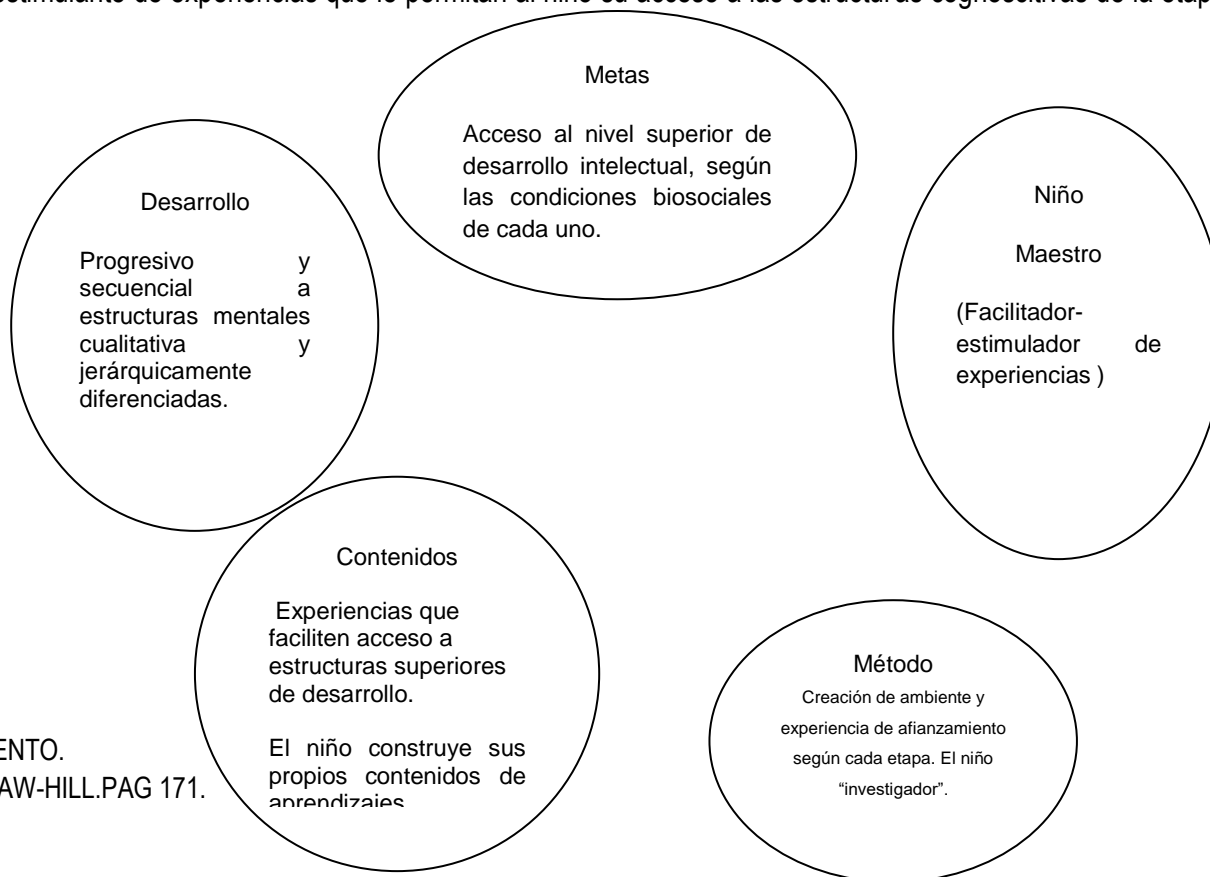 estimulante de experiencias que le permitan al niño su acceso a las estructuras cognoscitivas de la etap
Metas
Acceso al nivel superior de
desarrollo intelectual, según
las condiciones biosociales
de cada uno.
Desarrollo
Progresivo y
secuencial a
estructuras mentales
cualitativa y
jerárquicamente
diferenciadas.
Niño
Maestro
(Facilitador-
estimulador de
experiencias )
Contenidos
Experiencias que
faciliten acceso a
estructuras superiores
de desarrollo.
El niño construye sus
propios contenidos de
aprendizajes
Método
Creación de ambiente y
experiencia de afianzamiento
según cada etapa. El niño
“investigador”.
ENTO.
AW-HILL.PAG 171.